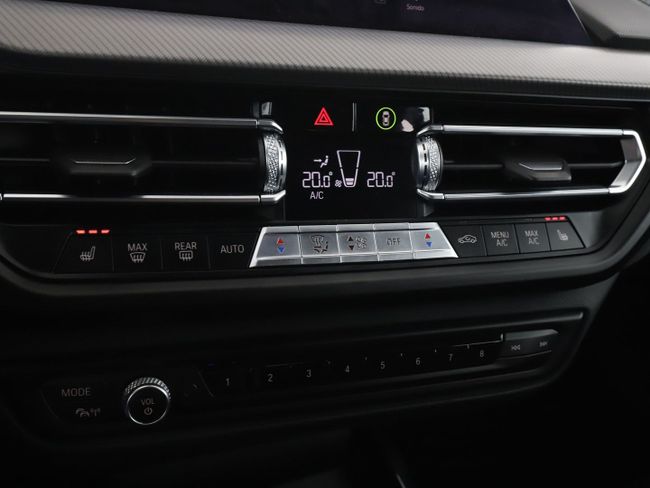 Sonido
20.0° 20.0°
A/C
MAX REAR AUTO OFF MENU A/C MAX A/C
1 2 3 4 5 6 7 8
MODE
VOL